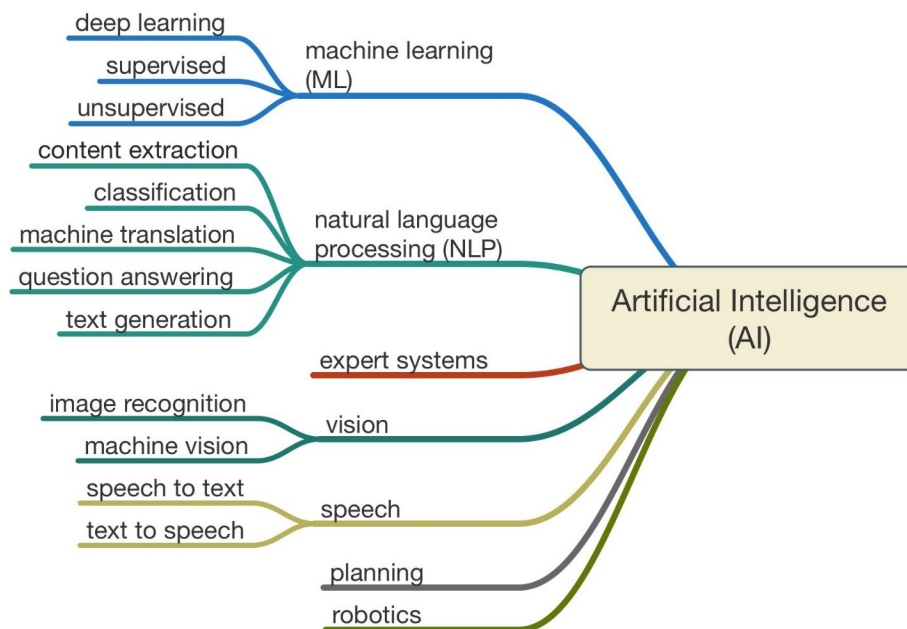 deep learning
supervised
unsupervised
machine learning
(ML)
content extraction
classification
machine translation
question answering
text generation
natural language
processing (NLP)
Artificial Intelligence
(AI)
expert systems
image recognition
machine vision
vision
speech to text
text to speech
speech
planning
robotics